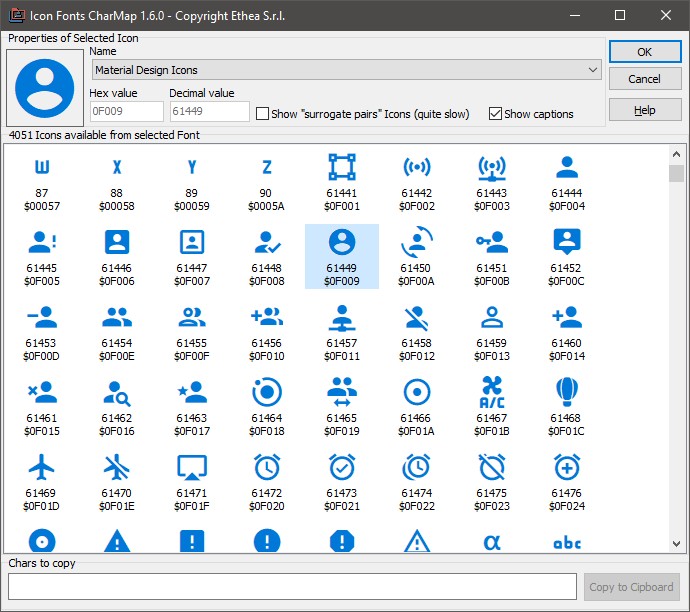 Icon Fonts CharMap 1.6.0 - Copyright Ethea S.r.l.
Properties of Selected Icon
Name
Material Design Icons
Hex value Decimal value
0F009 61449 Show "surrogate pairs" Icons (quite slow) Show captions
OK
Cancel
Help
4051 Icons available from selected Font
W X Y Z
87 88 89 90 61441 61442 61443 61444
$00057 $00058 $00059 $0005A $0F001 $0F002 $0F003 $0F004
61445 61446 61447 61448 61449 61450 61451 61452
$0F005 $0F006 $0F007 $0F008 $0F009 $0F00A $0F00B $0F00C
61453 61454 61455 61456 61457 61458 61459 61460
$0F00D $0F00E $0F00F $0F010 $0F011 $0F012 $0F013 $0F014
A/C
61461 61462 61463 61464 61465 61466 61467 61468
$0F015 $0F016 $0F017 $0F018 $0F019 $0F01A $0F01B $0F01C
61469 61470 61471 61472 61473 61474 61475 61476
$0F01D $0F01E $0F01F $0F020 $0F021 $0F022 $0F023 $0F024
α abc
Chars to copy
Copy to Clipboard